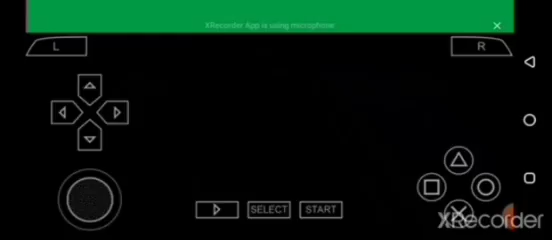 XRecorder App is using microphone
L
R
SELECT
START
XRecorder